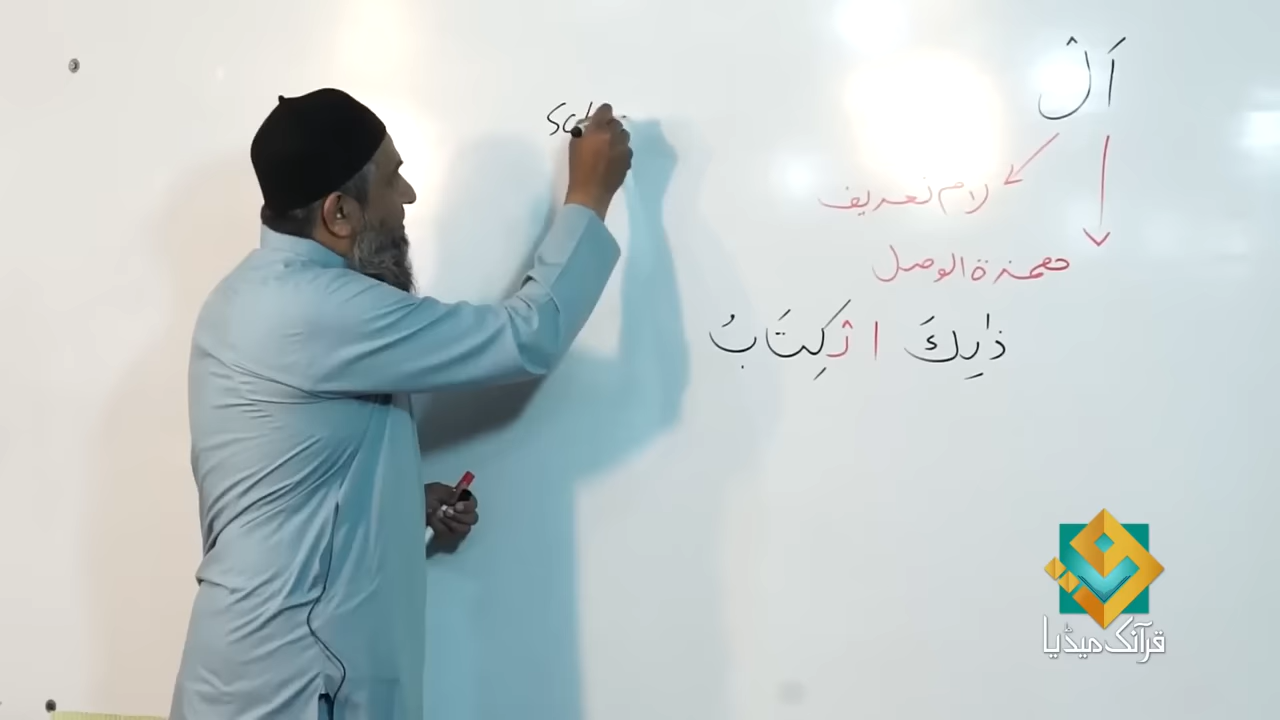 اَلْ
لام تعریف
همزة الوصل
ذٰلِكَ الْكِتَابُ
قرآنک میڈیا